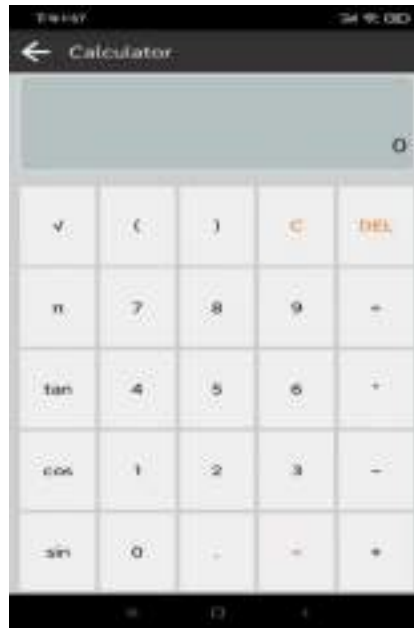 Calculator
0
√ ( ) C DEL
π 7 8 9 ÷
tan 4 5 6 *
cos 1 2 3 -
sin 0 . = +